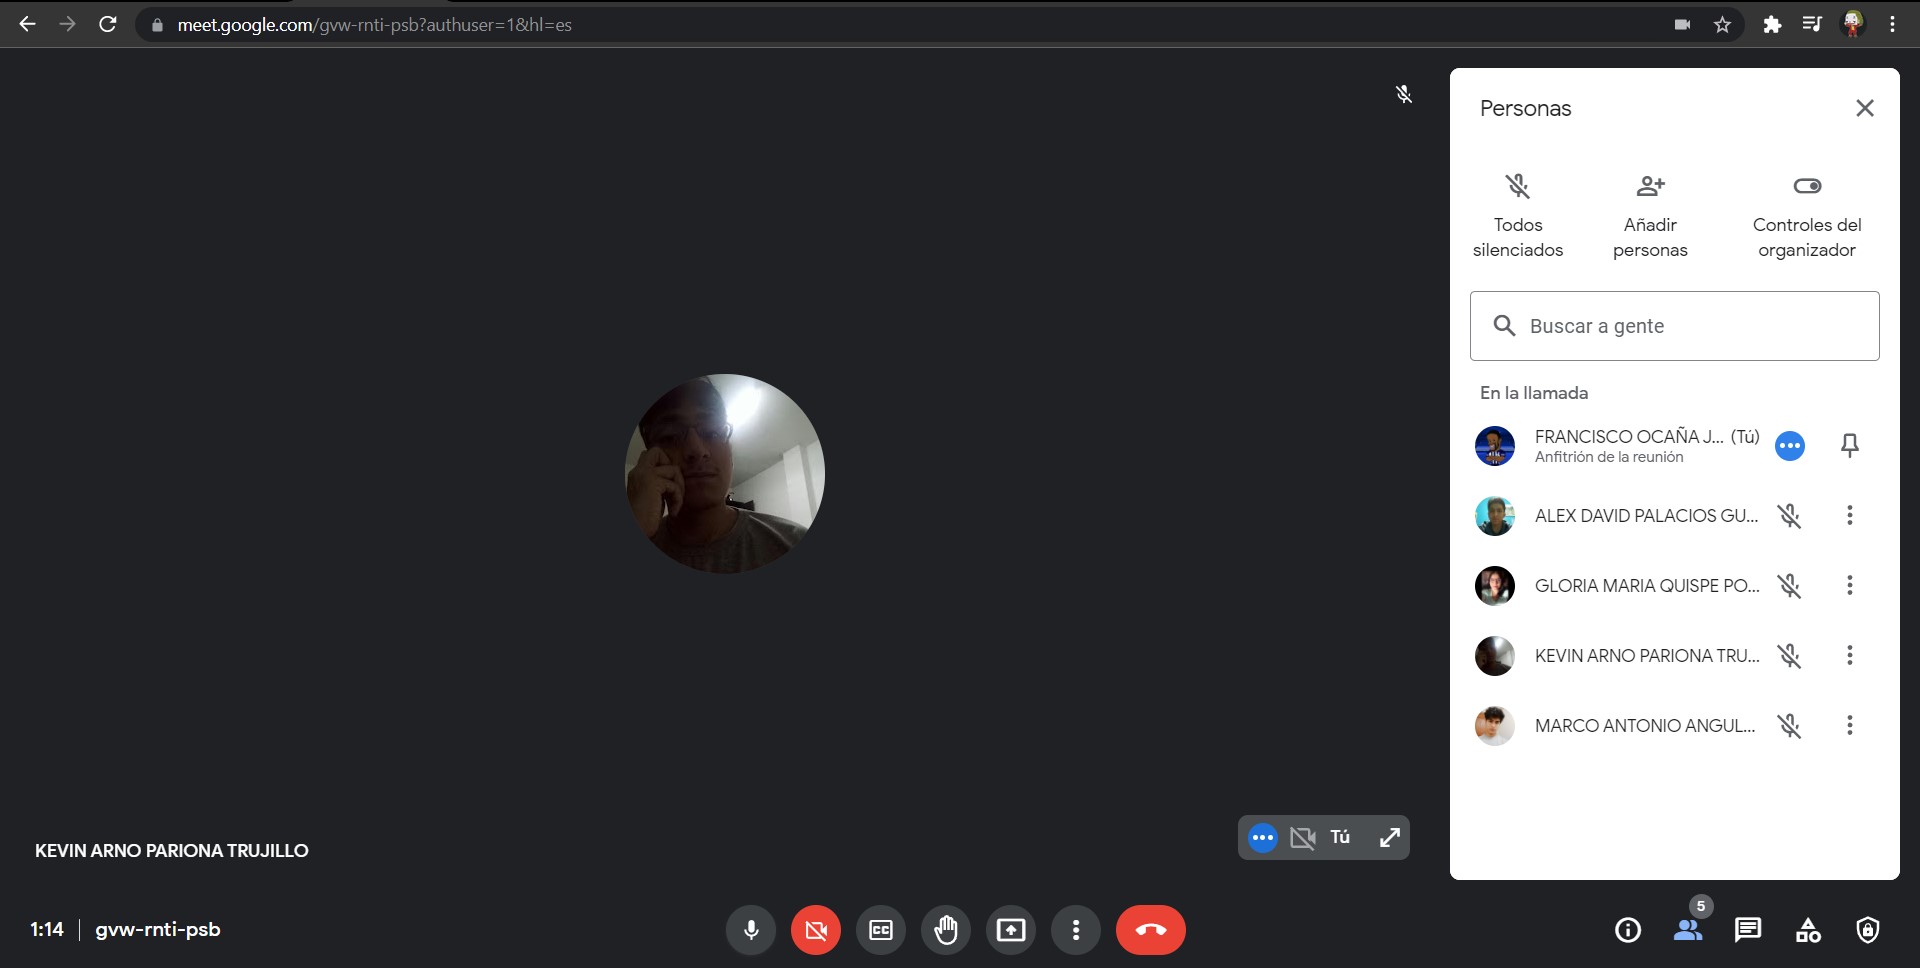 meet.google.com/gvw-rnti-psb?authuser=1&hl=es
Personas
Todos
silenciados
Añadir
personas
Controles del
organizador
Buscar a gente
En la llamada
FRANCISCO OCAÑA J... (Tú)
Anfitrión de la reunión
ALEX DAVID PALACIOS GU...
GLORIA MARIA QUISPE PO...
KEVIN ARNO PARIONA TRU...
MARCO ANTONIO ANGUL...
Tú
KEVIN ARNO PARIONA TRUJILLO
1:14 | gvw-rnti-psb
CC
5